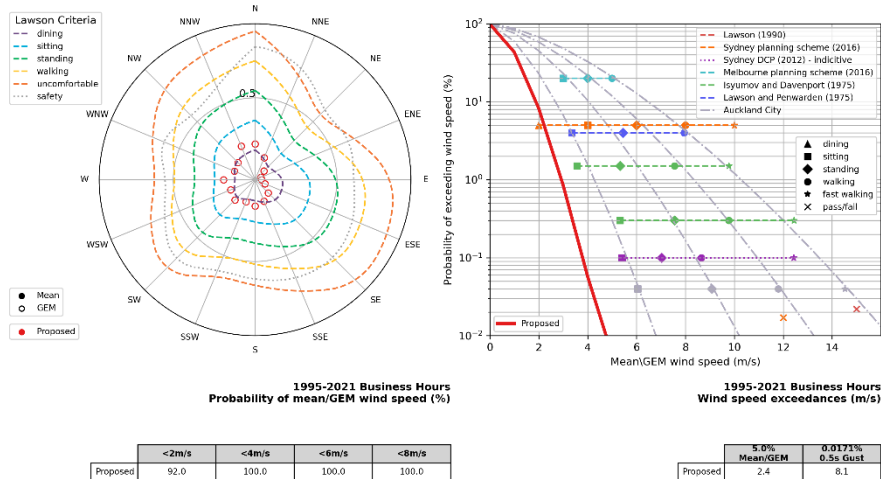 Lawson Criteria
dining
sitting
standing
walking
uncomfortable
safety
N
NNE
NE
ENE
E
ESE
SE
SSE
S
SSW
SW
WSW
W
WNW
NW
NNW
0.5
Mean
GEM
Proposed
1995-2021 Business Hours
Probability of mean/GEM wind speed (%)
<2m/s <4m/s <6m/s <8m/s
Proposed 92.0 100.0 100.0 100.0
Probability of exceeding wind speed (%)
10²
10¹
10⁰
10⁻¹
10⁻²
0 2 4 6 8 10 12 14
Mean\GEM wind speed (m/s)
Lawson (1990)
Sydney planning scheme (2016)
Sydney DCP (2012) - Indicitive
Melbourne planning scheme (2016)
Isyumov and Davenport (1975)
Lawson and Penwarden (1975)
Auckland City
dining
sitting
standing
walking
fast walking
pass/fail
Proposed
1995-2021 Business Hours
Wind speed exceedances (m/s)
5.0% 0.0171%
Mean/GEM 0.5s Gust
Proposed 2.4 8.1